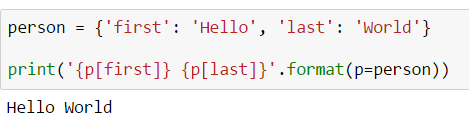 person = {'first': 'Hello', 'last': 'World'}
print('{p[first]} {p[last]}'.format(p=person))
Hello World